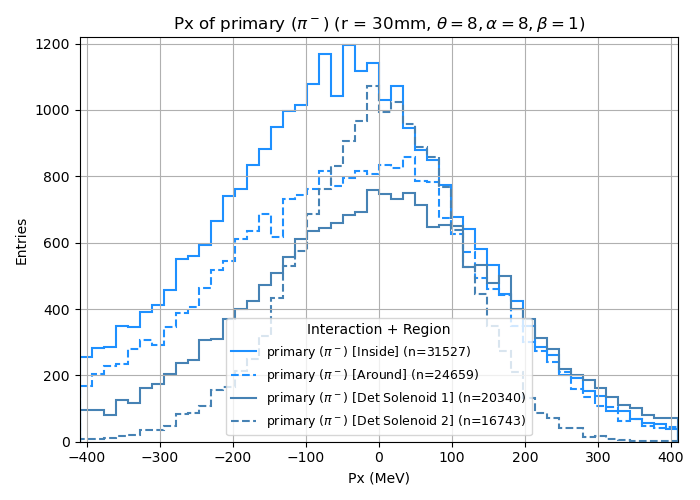 Px of primary (π⁻) (r = 30mm, θ = 8, α = 8, β = 1)
1200
1000
800
600
400
200
0
Entries
Interaction + Region
primary (π⁻) [Inside] (n=31527)
primary (π⁻) [Around] (n=24659)
primary (π⁻) [Det Solenoid 1] (n=20340)
primary (π⁻) [Det Solenoid 2] (n=16743)
−400 −300 −200 −100 0 100 200 300 400
Px (MeV)